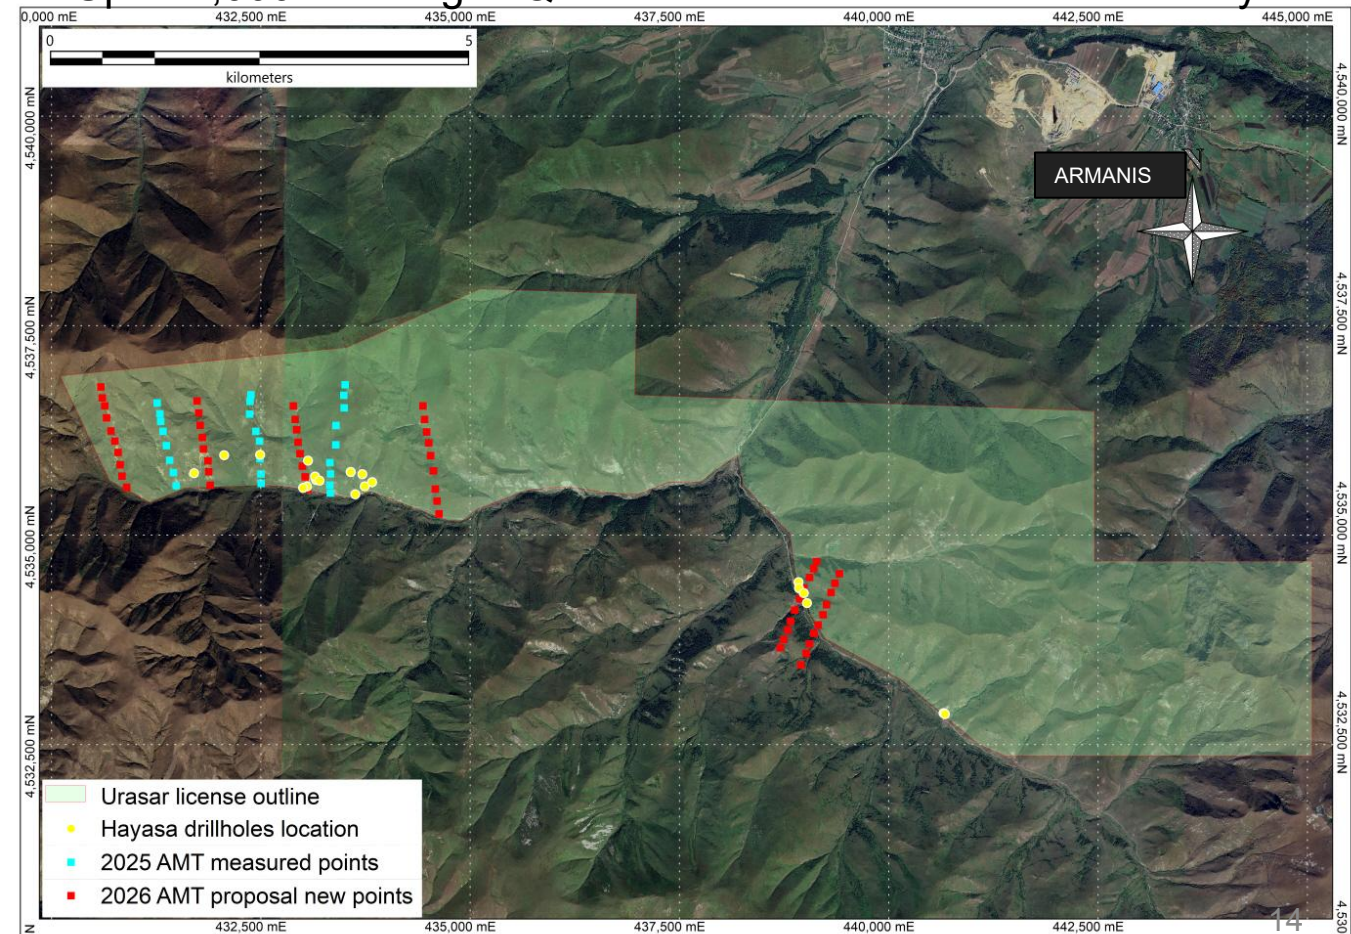 0,000 mE 432,500 mE 435,000 mE 437,500 mE 440,000 mE 442,500 mE 445,000 mE
0 5
kilometers
4,540,000 mN
4,537,500 mN
4,535,000 mN
4,532,500 mN
N
ARMANIS
N
4,540,000 mN
4,537,500 mN
4,535,000 mN
4,532,500 mN
4,530
Urasar license outline
Hayasa drillholes location
2025 AMT measured points
2026 AMT proposal new points
14
432,500 mE 435,000 mE 437,500 mE 440,000 mE 442,500 mE